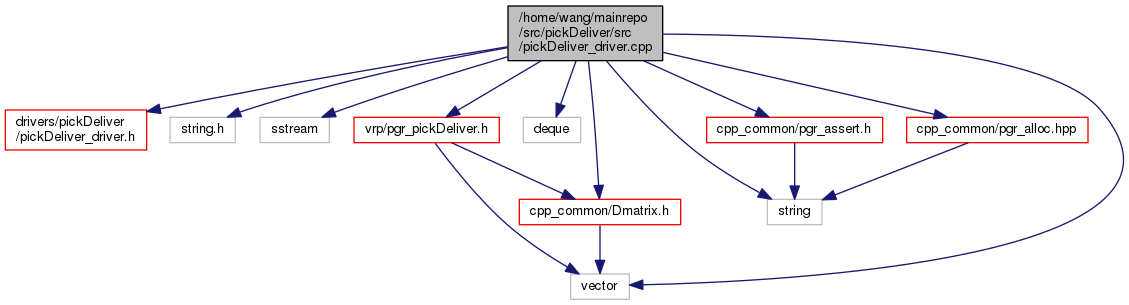 /home/wang/mainrepo
/src/pickDeliver/src
/pickDeliver_driver.cpp
drivers/pickDeliver
/pickDeliver_driver.h
string.h
sstream
vrp/pgr_pickDeliver.h
deque
cpp_common/pgr_assert.h
cpp_common/pgr_alloc.hpp
cpp_common/Dmatrix.h
string
vector